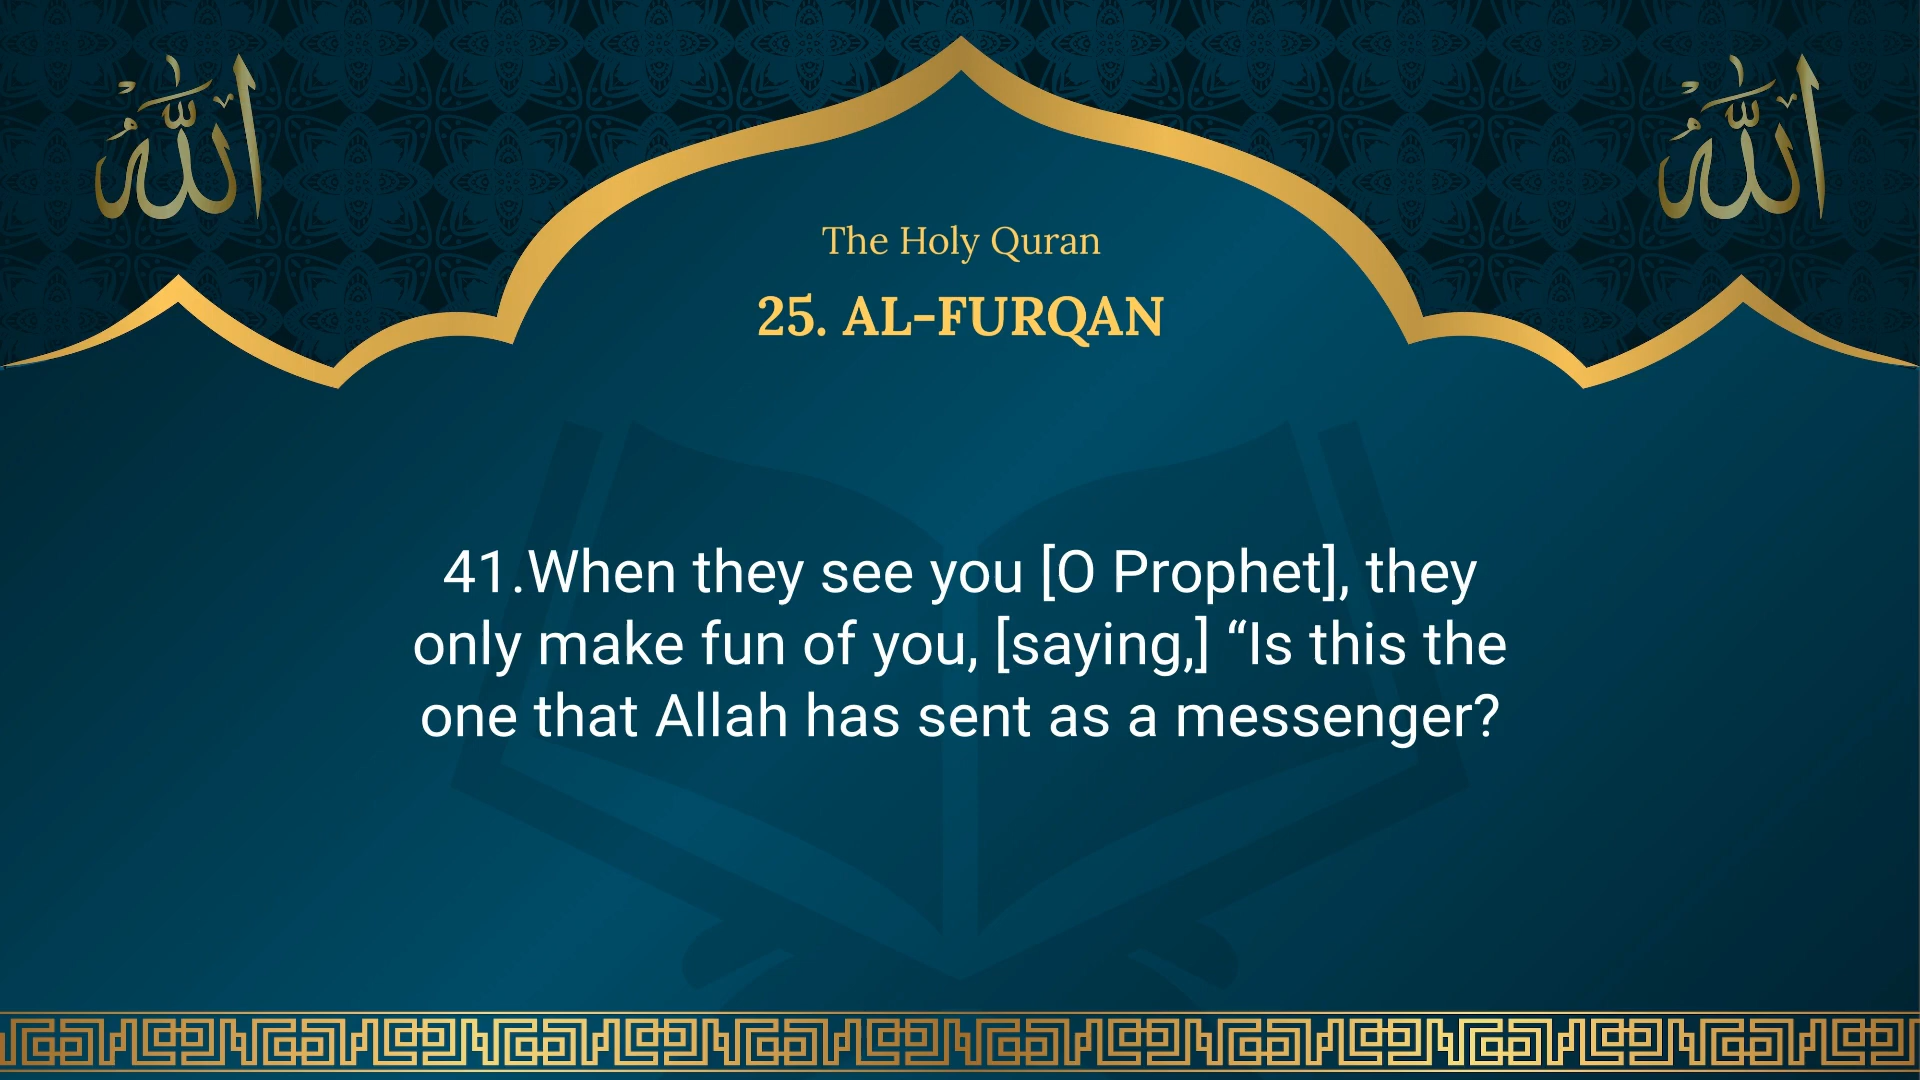 الله
الله
The Holy Quran
25. AL-FURQAN
41.When they see you [O Prophet], they
only make fun of you, [saying,] “Is this the
one that Allah has sent as a messenger?